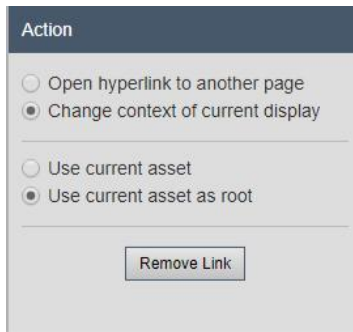 Action
Open hyperlink to another page
Change context of current display
Use current asset
Use current asset as root
Remove Link